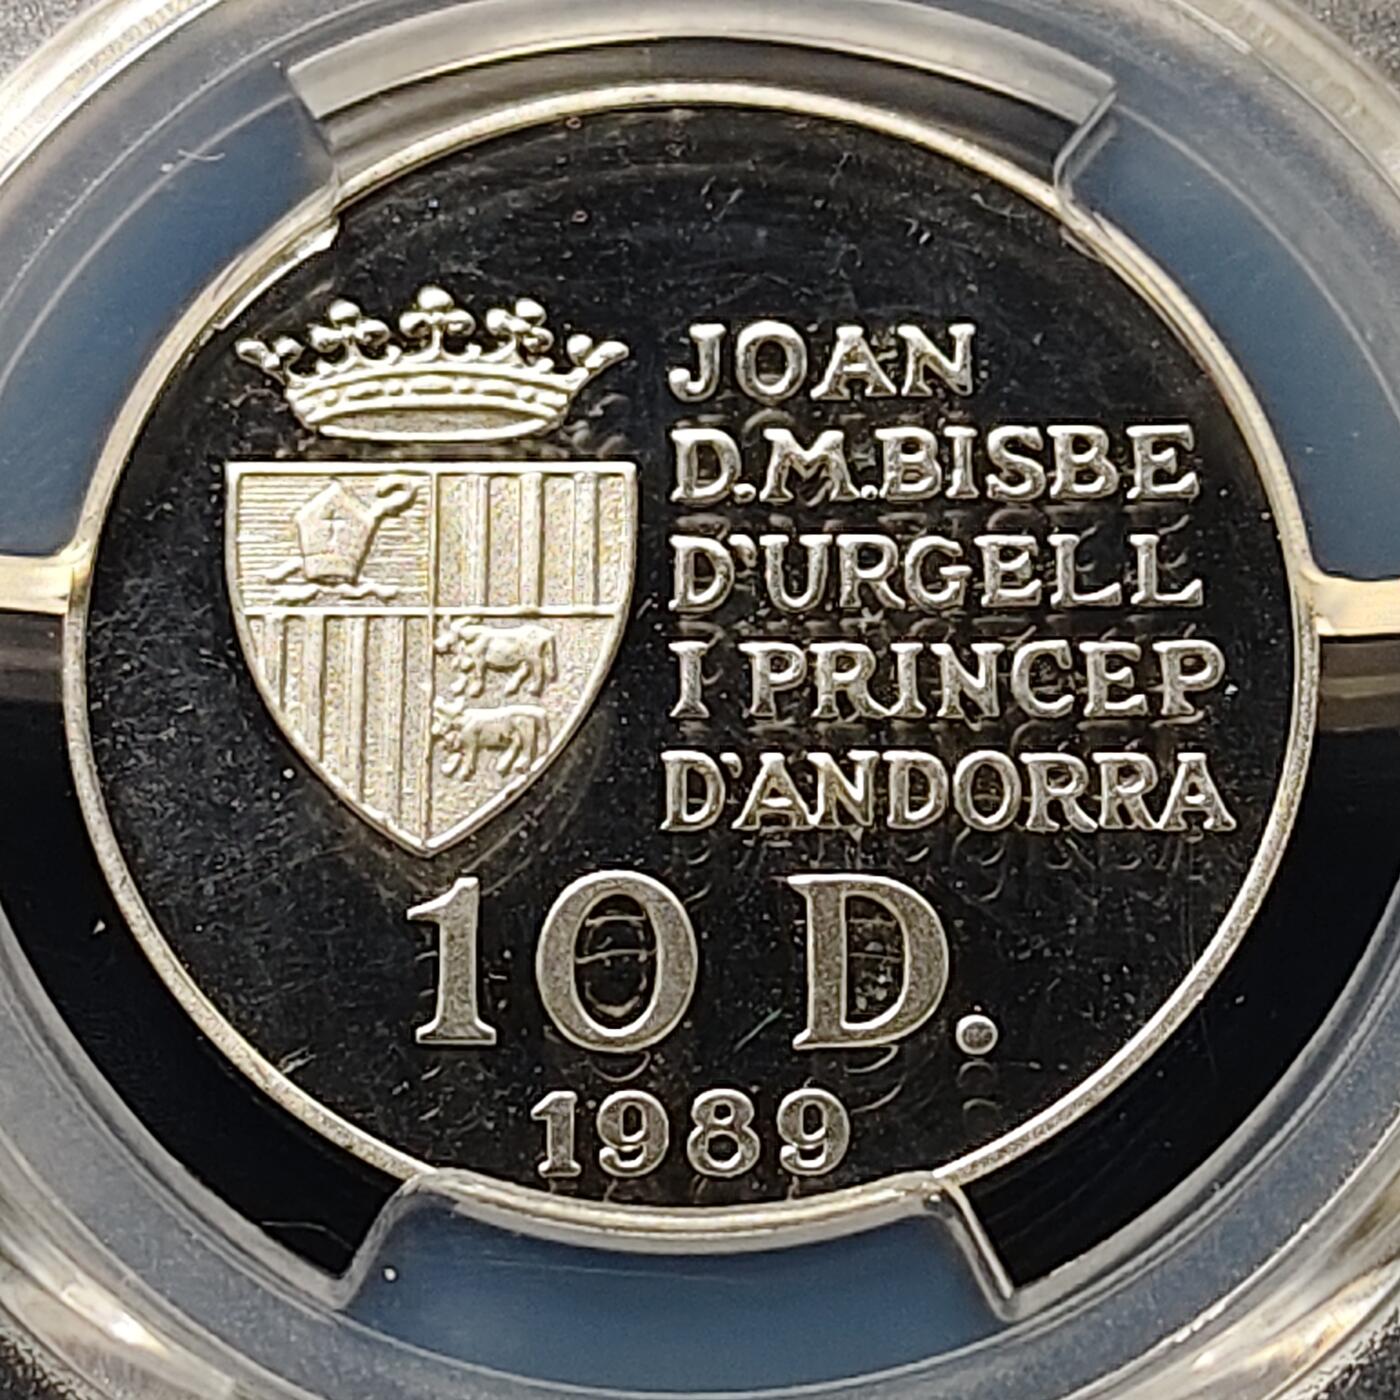 JOAN
D.M.BISBE
D'URGELL
I PRINCEP
D'ANDORRA
10 D.
1989